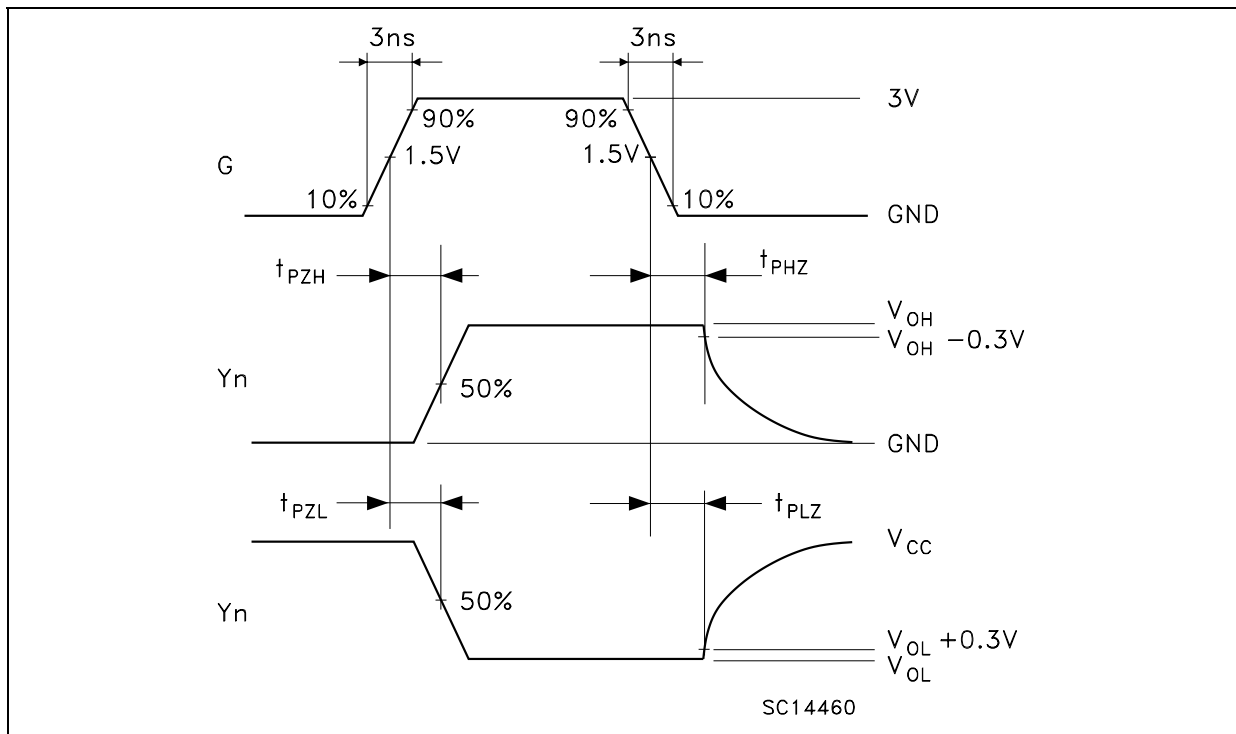 3ns 3ns
3V
90% 90%
G 1.5V 1.5V
10% 10%
GND
tPZH tPHZ
VOH
VOH −0.3V
Yn 50%
GND
tPZL tPLZ
VCC
Yn 50%
VOL +0.3V
VOL
SC14460